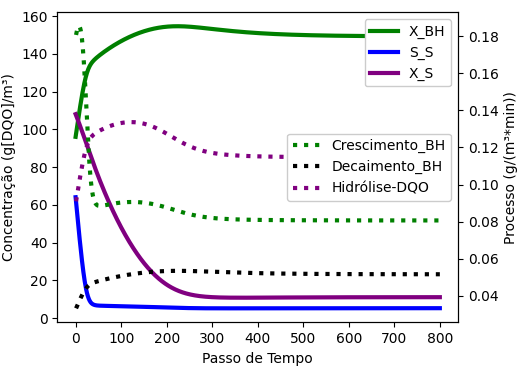 Concentração (g[DQO]/m³)
160
140
120
100
80
60
40
20
0
0 100 200 300 400 500 600 700 800
Passo de Tempo
0.18
0.16
0.14
0.12
0.10
0.08
0.06
0.04
Processo (g/(m³*min))
X_BH
S_S
X_S
Crescimento_BH
Decaimento_BH
Hidrólise-DQO